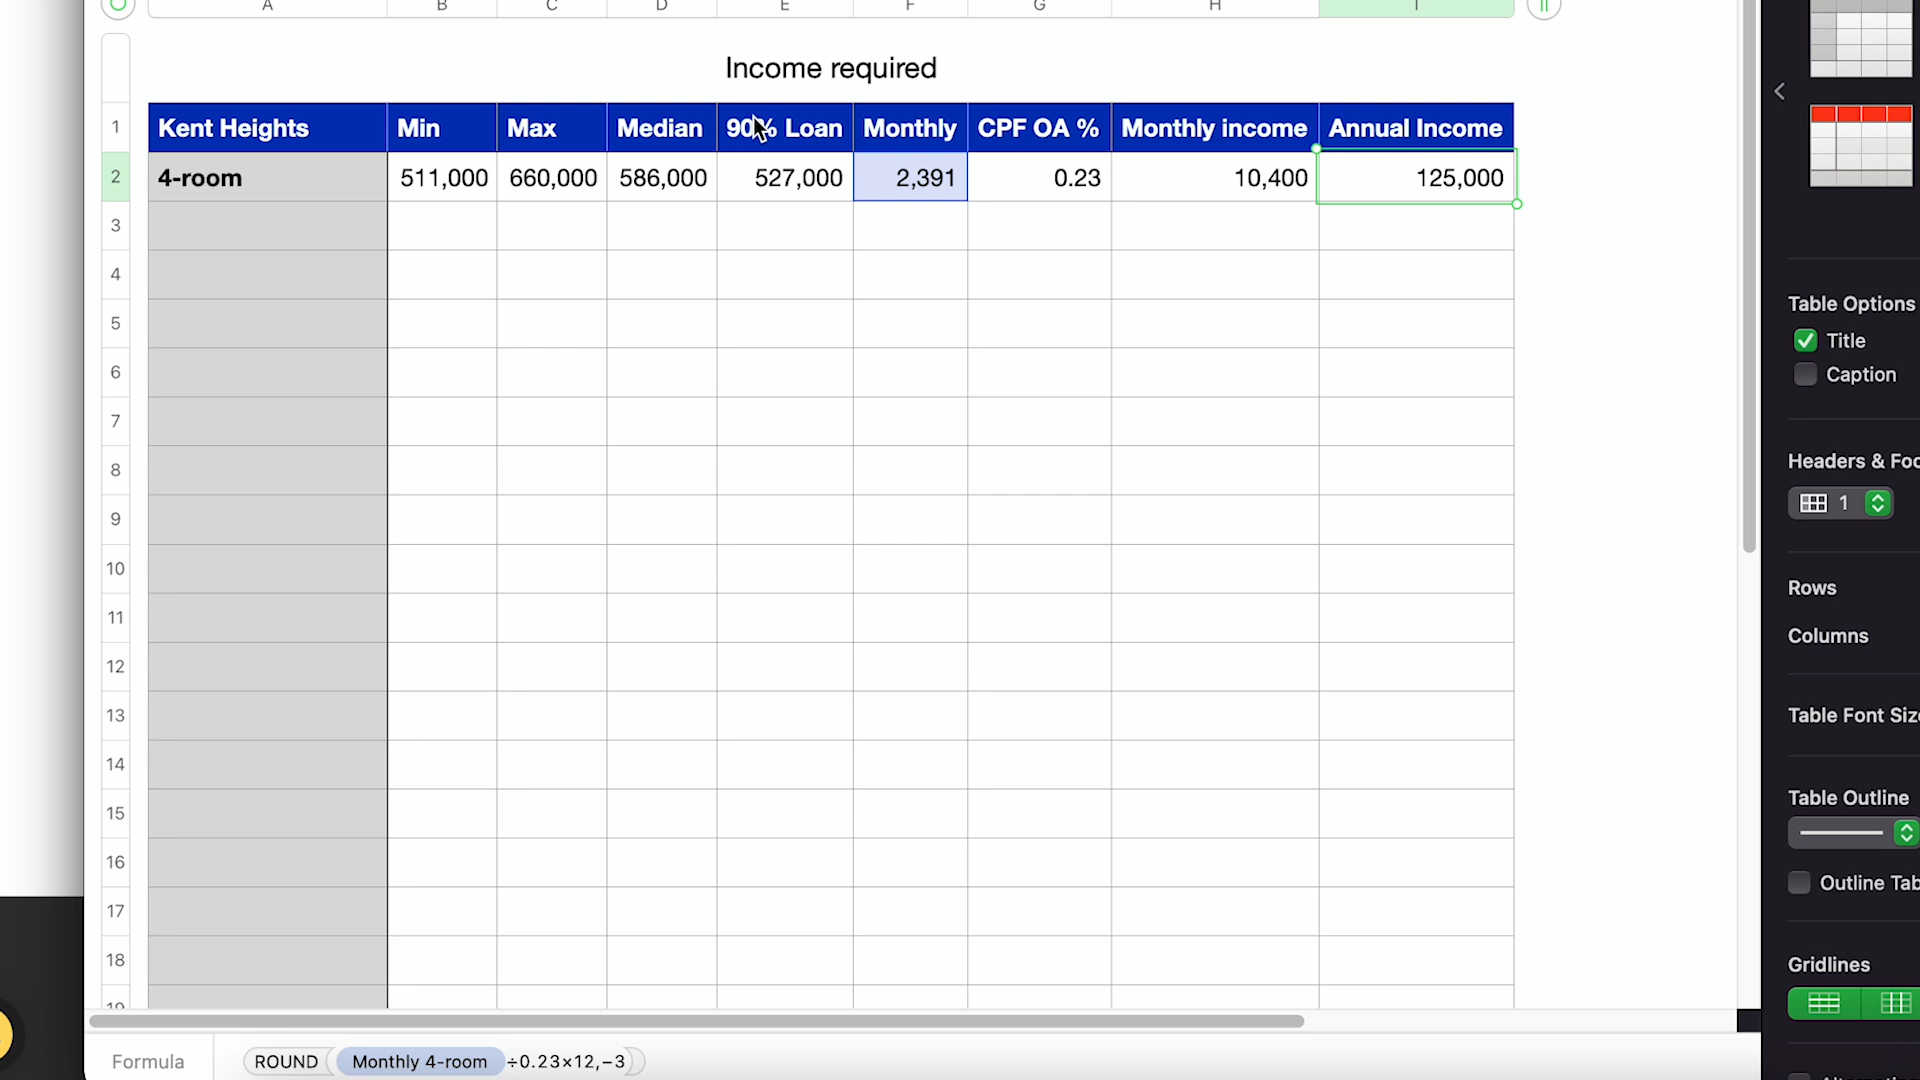 A B C D E F G H I
Income required
1 Kent Heights Min Max Median 90% Loan Monthly CPF OA % Monthly income Annual Income
2 4-room 511,000 660,000 586,000 527,000 2,391 0.23 10,400 125,000
3
4
5
6
7
8
9
10
11
12
13
14
15
16
17
18
19
Formula ROUND Monthly 4-room ÷0.23×12,−3
Table Options
Title
Caption
Headers & Foo
1
Rows
Columns
Table Font Size
Table Outline
Outline Tab
Gridlines